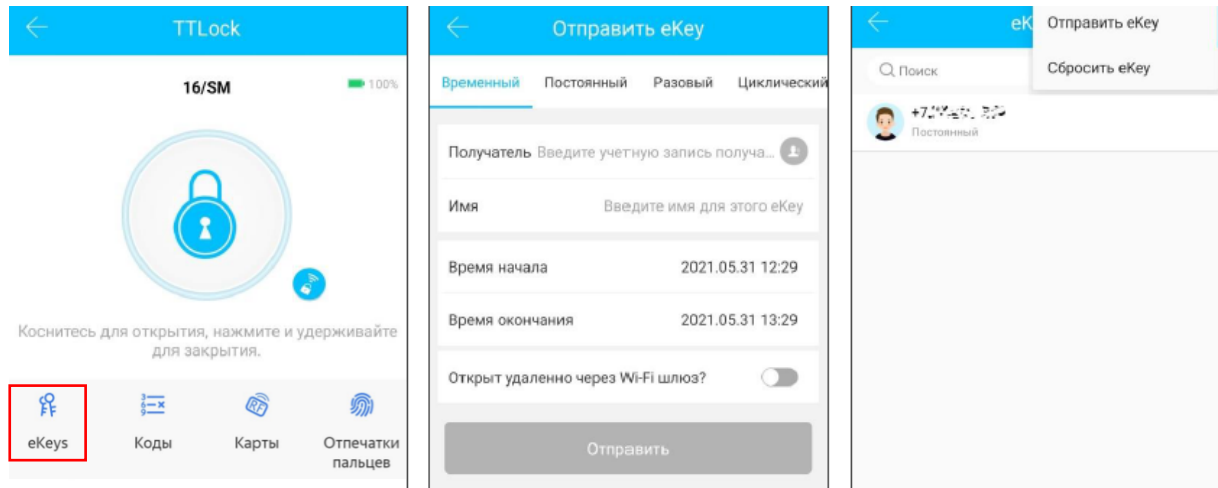 TTLock
16/SM
100%
Коснитесь для открытия, нажмите и удерживайте
для закрытия.
eKeys
Коды
Карты
Отпечатки
пальцев
Отправить eKey
Временный Постоянный Разовый Циклический
Получатель Введите учетную запись получа...
Имя Введите имя для этого eKey
Время начала 2021.05.31 12:29
Время окончания 2021.05.31 13:29
Открыт удаленно через Wi-Fi шлюз?
Отправить
eK
Отправить eKey
Сбросить eKey
Поиск
+7
Постоянный